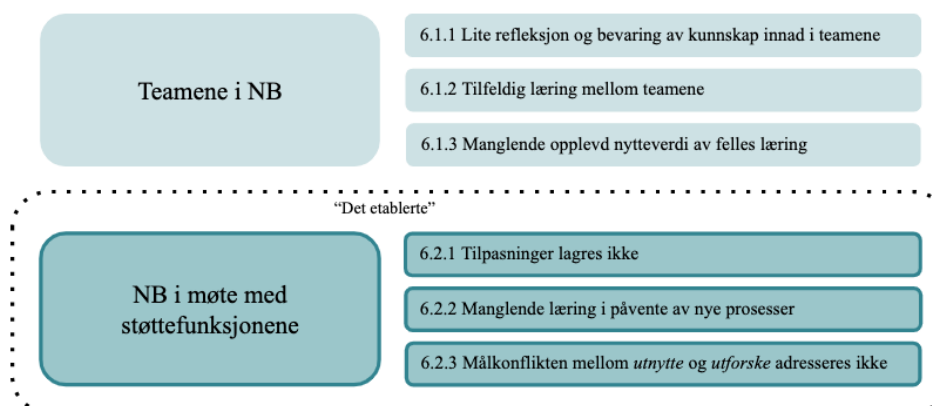 Teamene i NB
6.1.1 Lite refleksjon og bevaring av kunnskap innad i teamene
6.1.2 Tilfeldig læring mellom teamene
6.1.3 Manglende opplevd nytteverdi av felles læring
“Det etablerte”
NB i møte med
støttefunksjonene
6.2.1 Tilpasninger lagres ikke
6.2.2 Manglende læring i påvente av nye prosesser
6.2.3 Målkonflikten mellom utnytte og utforske adresseres ikke